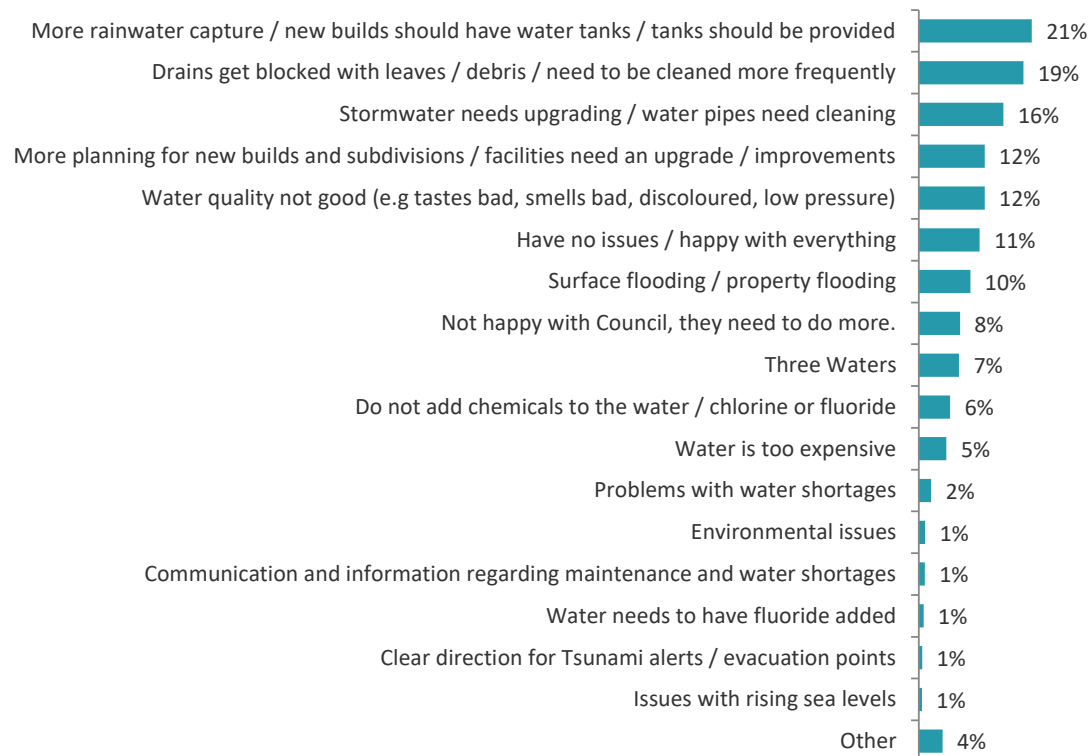 More rainwater capture / new builds should have water tanks / tanks should be provided 21%
Drains get blocked with leaves / debris / need to be cleaned more frequently 19%
Stormwater needs upgrading / water pipes need cleaning 16%
More planning for new builds and subdivisions / facilities need an upgrade / improvements 12%
Water quality not good (e.g tastes bad, smells bad, discoloured, low pressure) 12%
Have no issues / happy with everything 11%
Surface flooding / property flooding 10%
Not happy with Council, they need to do more. 8%
Three Waters 7%
Do not add chemicals to the water / chlorine or fluoride 6%
Water is too expensive 5%
Problems with water shortages 2%
Environmental issues 1%
Communication and information regarding maintenance and water shortages 1%
Water needs to have fluoride added 1%
Clear direction for Tsunami alerts / evacuation points 1%
Issues with rising sea levels 1%
Other 4%